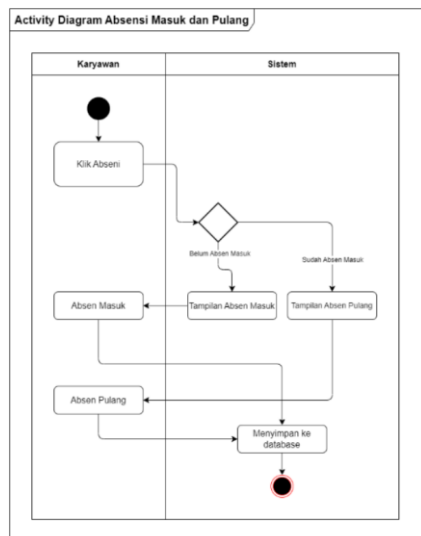 Activity Diagram Absensi Masuk dan Pulang
Karyawan
Sistem
Klik Abseni
Belum Absen Masuk
Sudah Absen Masuk
Absen Masuk
Tampilan Absen Masuk
Tampilan Absen Pulang
Absen Pulang
Menyimpan ke
database